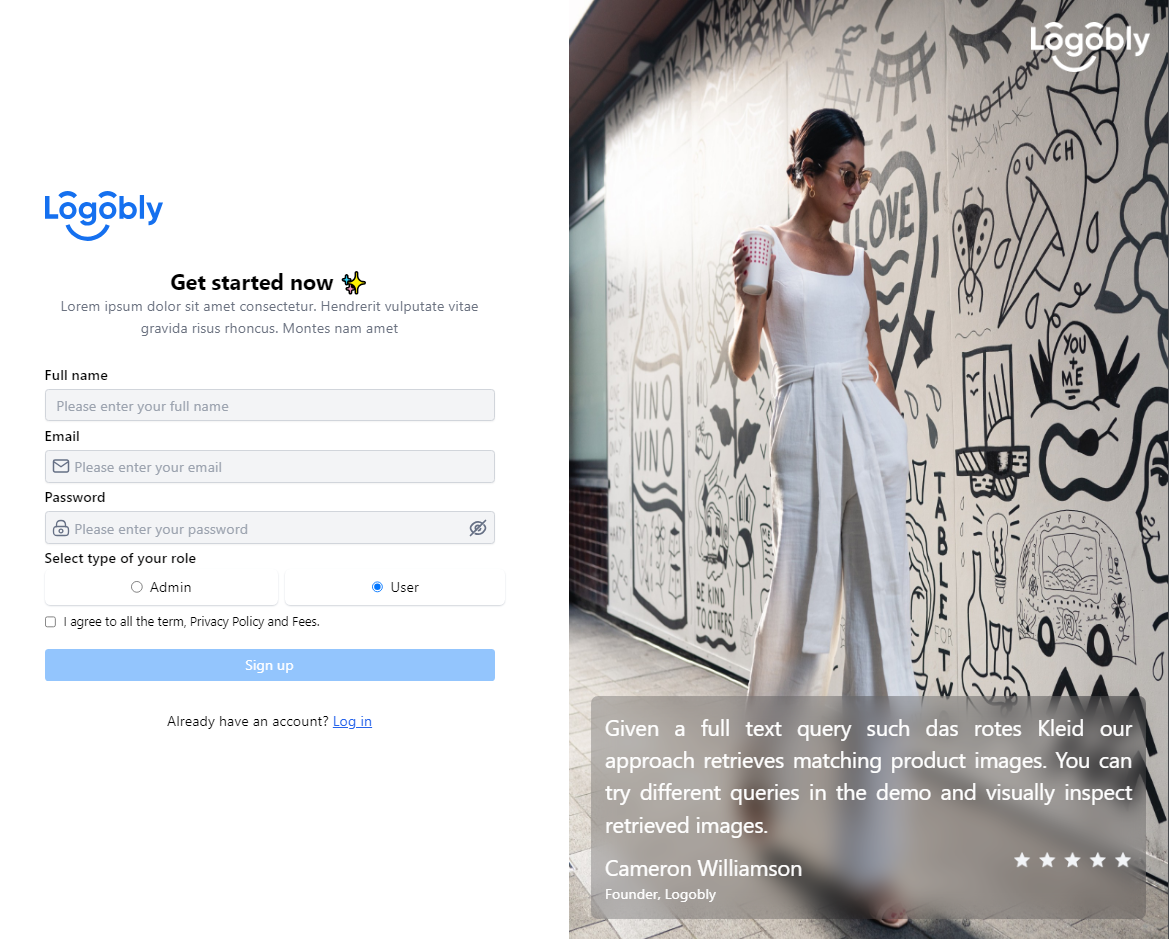 Logobly
Get started now
Lorem ipsum dolor sit amet consectetur. Hendrerit vulputate vitae
gravida risus rhoncus. Montes nam amet
Full name
Please enter your full name
Email
Please enter your email
Password
Please enter your password
Select type of your role
Admin
User
I agree to all the term, Privacy Policy and Fees.
Sign up
Already have an account? Log in
Logobly
EMOTIONS
OUCH
LOVE
YOU
+
ME
VINO
VINO
TABLE
FOR
TW
GYPSY
BE KIND
TO OTHERS
Given a full text query such das rotes Kleid our
approach retrieves matching product images. You can
try different queries in the demo and visually inspect
retrieved images.
Cameron Williamson
Founder, Logobly